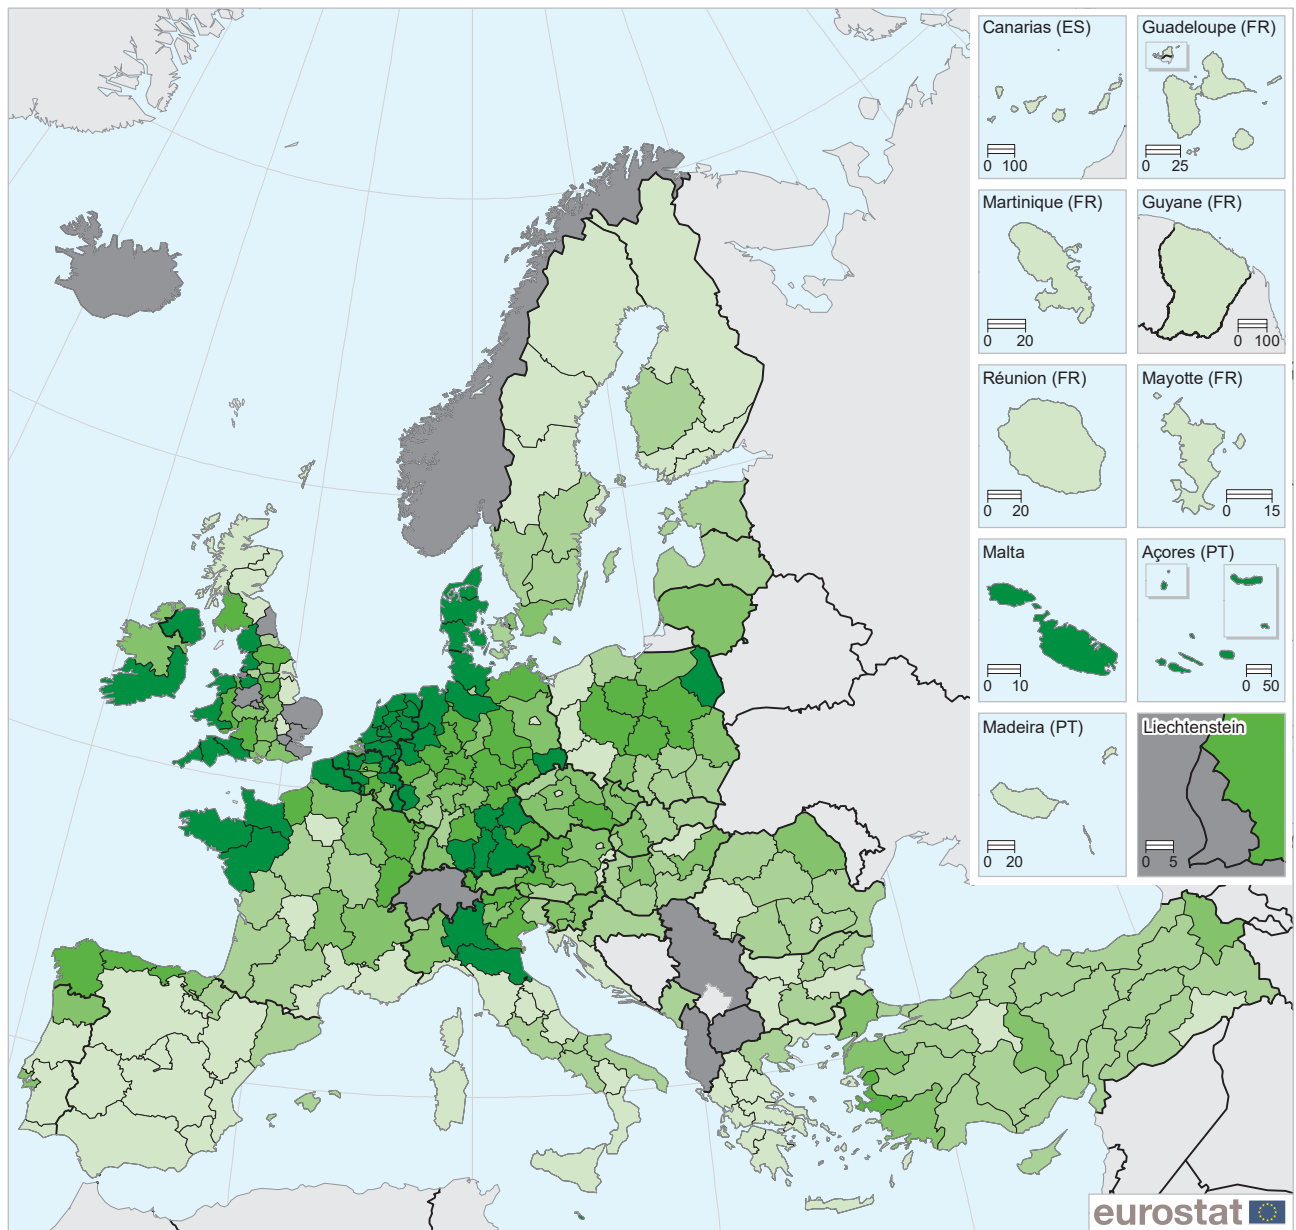 Canarias (ES)
0 100
Guadeloupe (FR)
0 25
Martinique (FR)
0 20
Guyane (FR)
0 100
Réunion (FR)
0 20
Mayotte (FR)
0 15
Malta
0 10
Açores (PT)
0 50
Madeira (PT)
0 20
Liechtenstein
0 5
eurostat